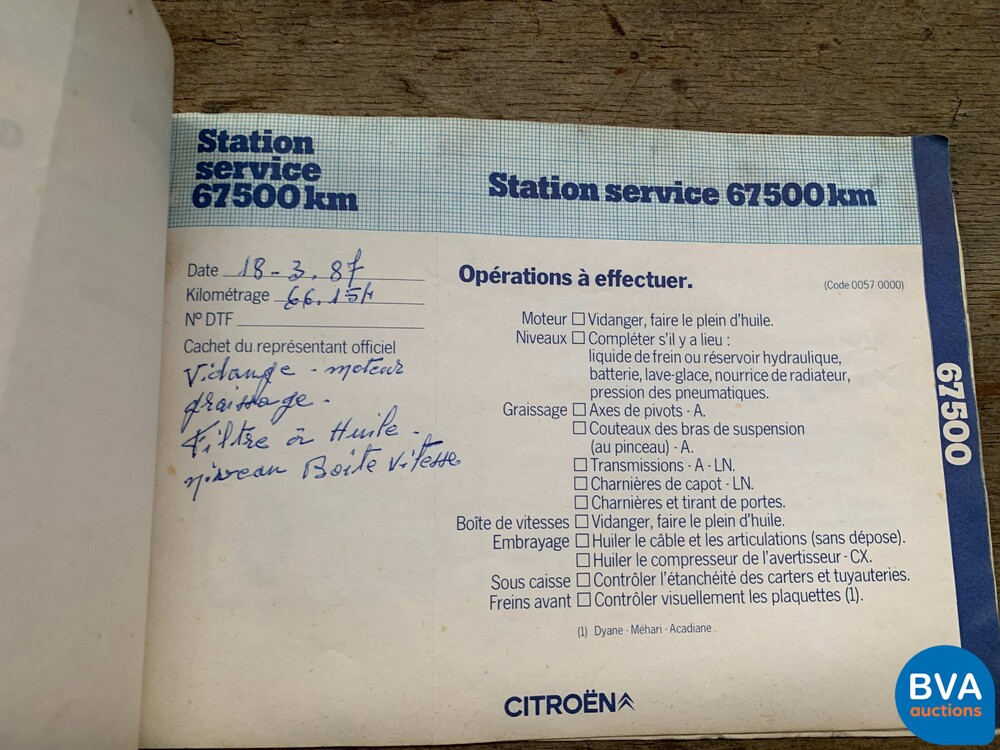 Station
service
67500 km
Date 18-3.87
Kilométrage 66.154
N° DTF
Cachet du représentant officiel
Vidange - moteur
graissage -
Filtre à Huile -
niveau Boite Vitesse
Station service 67500 km
Opérations à effectuer.
(Code 0057 0000)
Moteur □ Vidanger, faire le plein d'huile.
Niveaux □ Compléter s'il y a lieu :
liquide de frein ou réservoir hydraulique,
batterie, lave-glace, nourrice de radiateur,
pression des pneumatiques.
Graissage □ Axes de pivots - A.
□ Couteaux des bras de suspension
(au pinceau) - A.
□ Transmissions - A - LN.
□ Charnières de capot - LN.
□ Charnières et tirant de portes.
Boîte de vitesses □ Vidanger, faire le plein d'huile.
Embrayage □ Huiler le câble et les articulations (sans dépose).
□ Huiler le compresseur de l'avertisseur - CX.
Sous caisse □ Contrôler l'étanchéité des carters et tuyauteries.
Freins avant □ Contrôler visuellement les plaquettes (1).
(1) Dyane - Méhari - Acadiane
CITROËN
67500
BVA
auctions